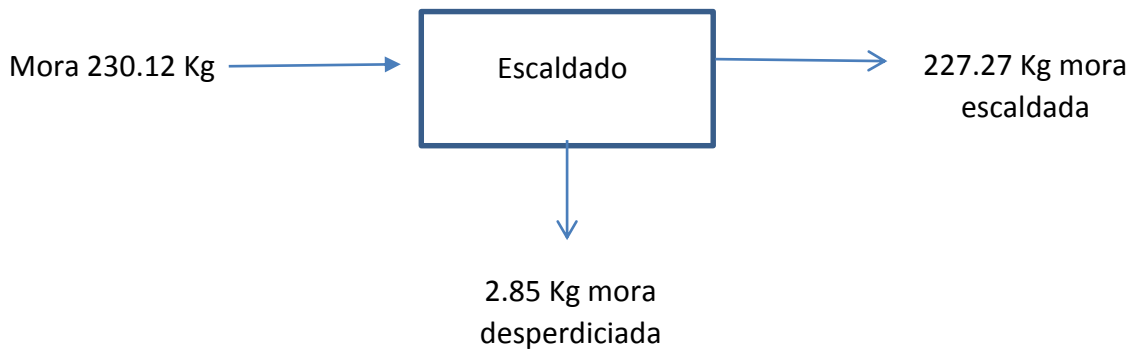 Mora 230.12 Kg
Escaldado
227.27 Kg mora
escaldada
2.85 Kg mora
desperdiciada